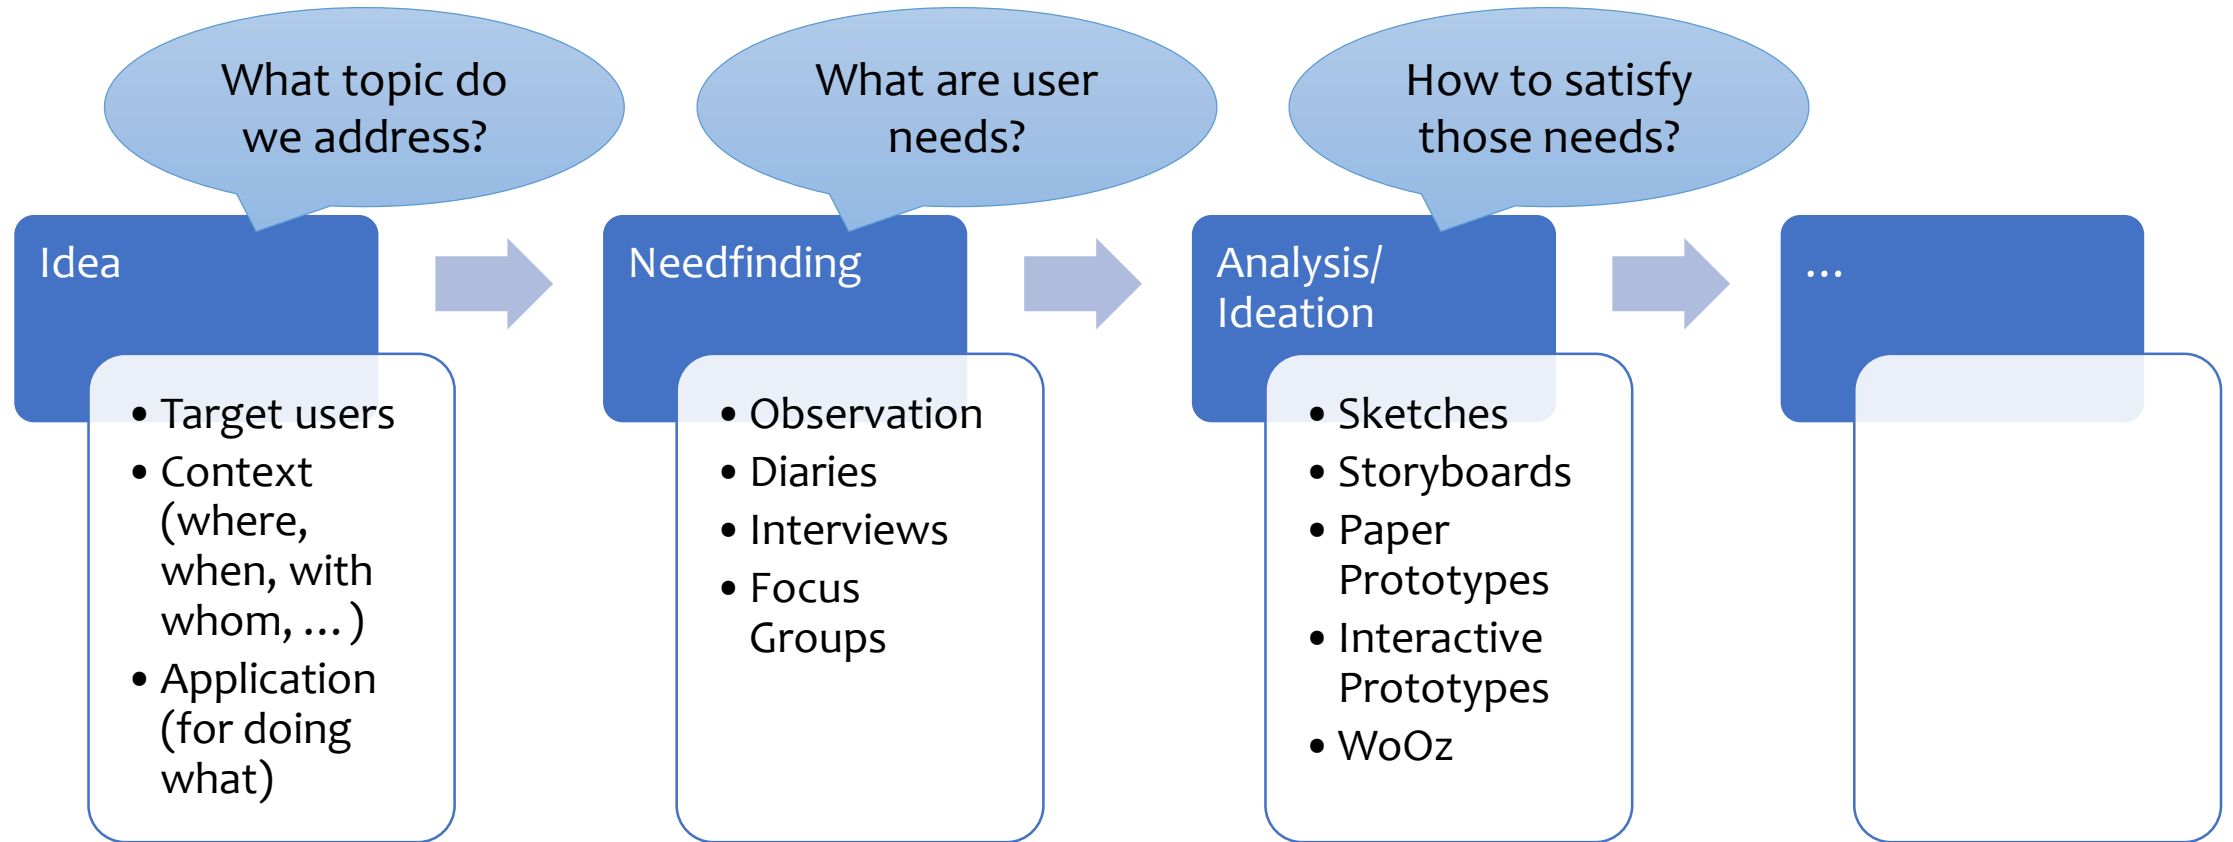 What topic do
we address?
What are user
needs?
How to satisfy
those needs?
Idea
• Target users
• Context
(where,
when, with
whom, … )
• Application
(for doing
what)
Needfinding
• Observation
• Diaries
• Interviews
• Focus
Groups
Analysis/
Ideation
• Sketches
• Storyboards
• Paper
Prototypes
• Interactive
Prototypes
• WoOz
…